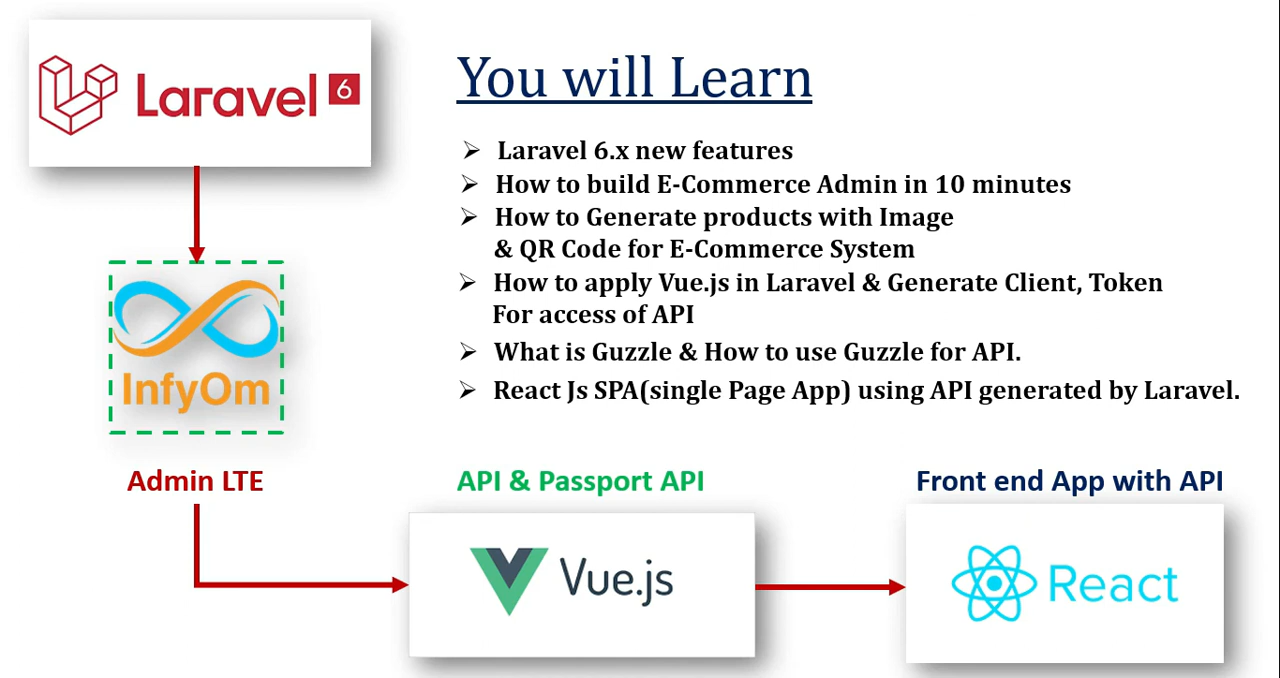 Laravel 6
You will Learn
➢ Laravel 6.x new features
➢ How to build E-Commerce Admin in 10 minutes
➢ How to Generate products with Image
& QR Code for E-Commerce System
➢ How to apply Vue.js in Laravel & Generate Client, Token
For access of API
➢ What is Guzzle & How to use Guzzle for API.
➢ React Js SPA(single Page App) using API generated by Laravel.
InfyOm
Admin LTE
API & Passport API
Front end App with API
Vue.js
React